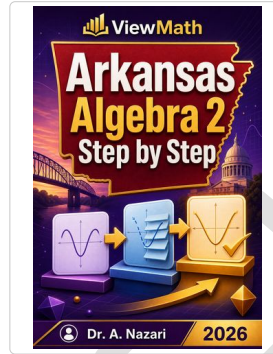 ViewMath
Arkansas
Algebra 2
Step by Step
Dr. A. Nazari
2026